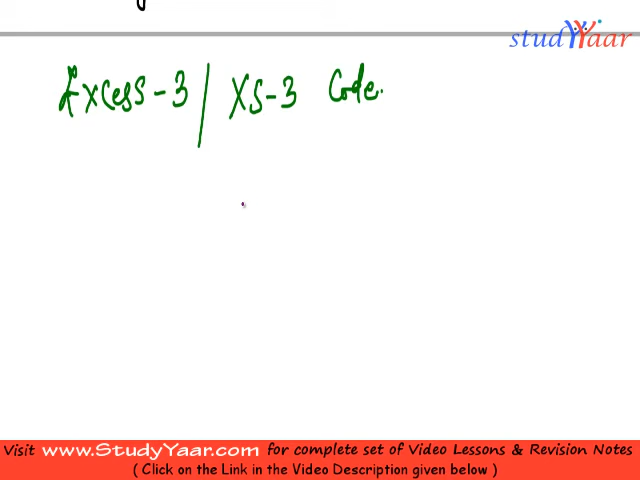 studYYaar
Excess-3 / XS-3 Code.
Visit www.StudyYaar.com for complete set of Video Lessons & Revision Notes
( Click on the Link in the Video Description given below )